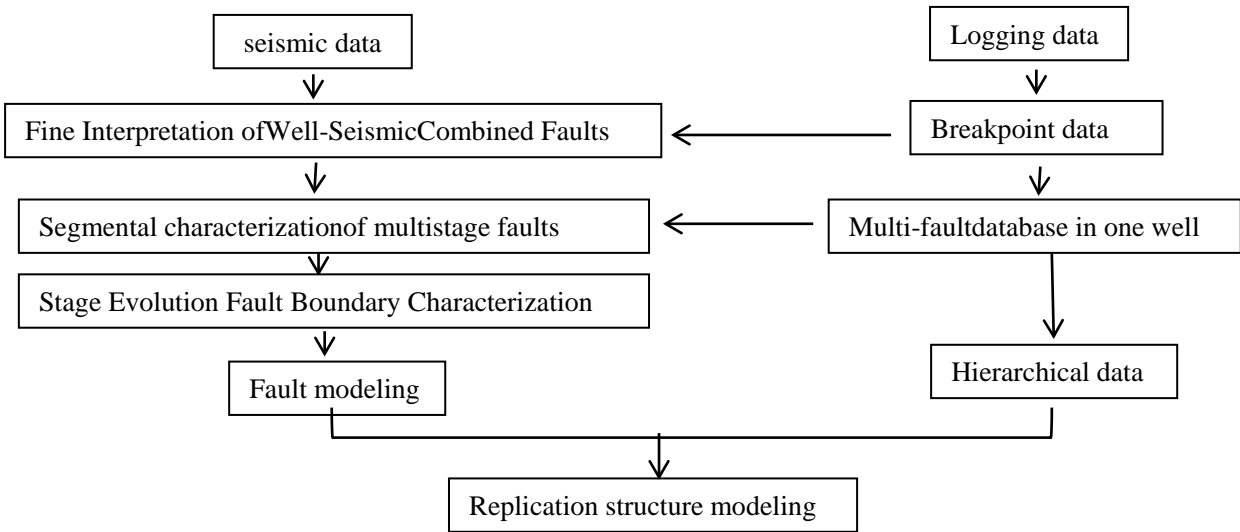 seismic data
Logging data
Fine Interpretation ofWell-SeismicCombined Faults
Breakpoint data
Segmental characterizationof multistage faults
Multi-faultdatabase in one well
Stage Evolution Fault Boundary Characterization
Fault modeling
Hierarchical data
Replication structure modeling